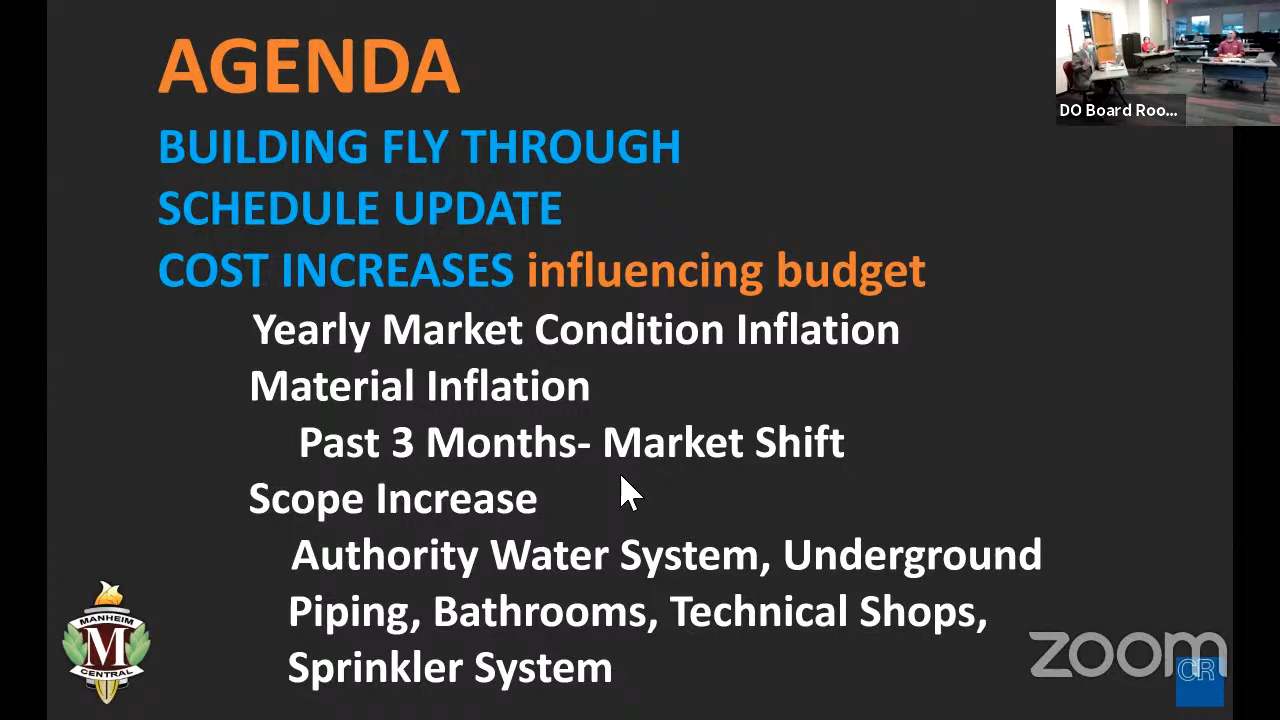 AGENDA
DO Board Roo...
BUILDING FLY THROUGH
SCHEDULE UPDATE
COST INCREASES influencing budget
Yearly Market Condition Inflation
Material Inflation
Past 3 Months- Market Shift
Scope Increase
Authority Water System, Underground
Piping, Bathrooms, Technical Shops,
Sprinkler System
MANHEIM
M
CENTRAL
zoom
CR